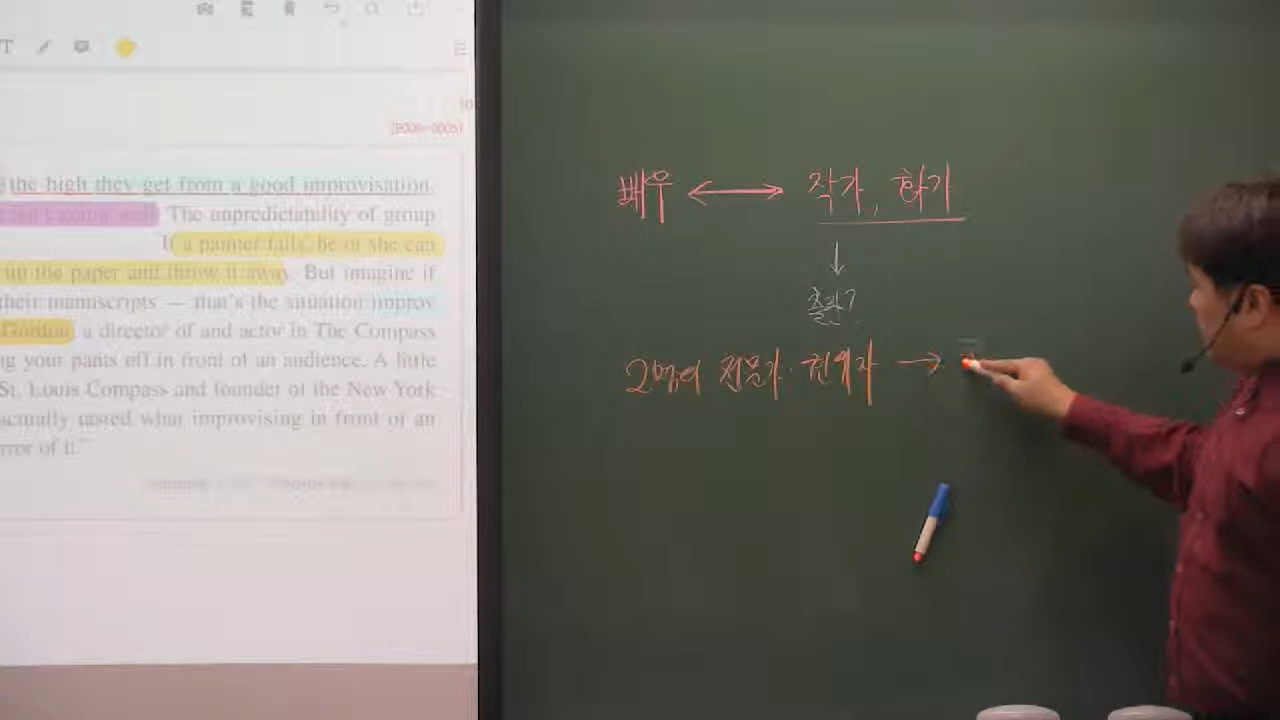 the high they get from a good improvisation.
The unpredictability of group
If a painter fails, he or she can
up the paper and throw it away. But imagine if
their manuscripts — that's the situation improv
Gordon, a director of and actor in The Compass
ng your pants off in front of an audience. A little
St. Louis Compass and founder of the New York
actually tasted what improvising in front of an
rror of it."
배우 ↔ 작가, 화가
↓
출판?
2명의 전문가·권위자 →